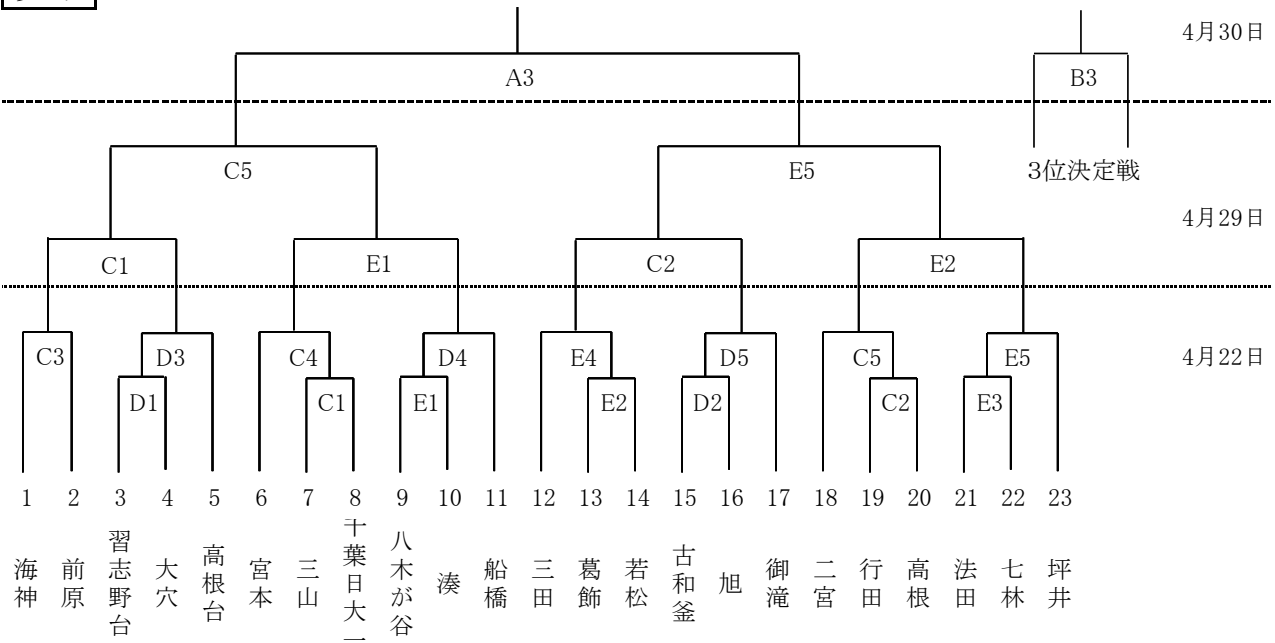 4月30日
A3
B3
C5
E5
3位決定戦
4月29日
C1
E1
C2
E2
C3
D3
C4
D4
E4
D5
C5
E5
4月22日
D1
C1
E1
E2
D2
C2
E3
1 2 3 4 5 6 7 8 9 10 11 12 13 14 15 16 17 18 19 20 21 22 23
海神
前原
習志野台
大穴
高根台
宮本
三山
千葉日大一
八木が谷
湊
船橋
三田
葛飾
若松
古和釜
旭
御滝
二宮
行田
高根
法田
七林
坪井